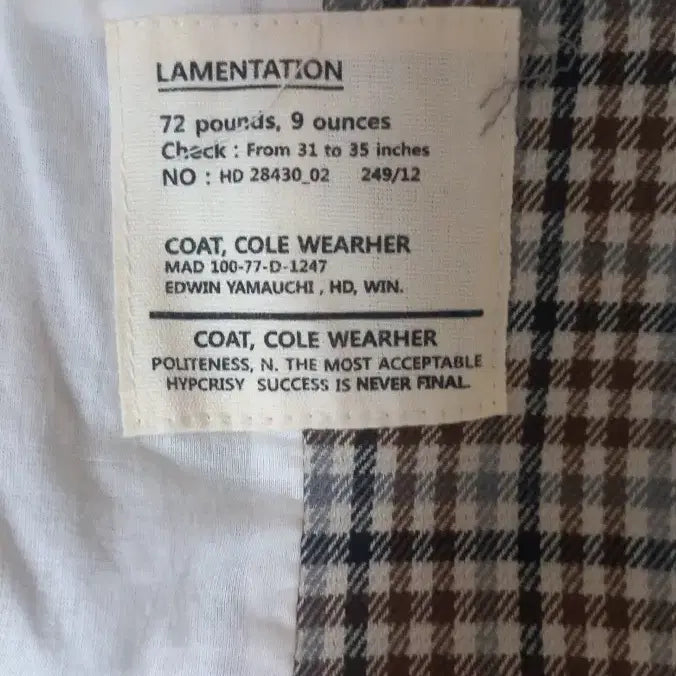 LAMENTATION
72 pounds, 9 ounces
Check : From 31 to 35 inches
NO : HD 28430_02 249/12
COAT, COLE WEARHER
MAD 100-77-D-1247
EDWIN YAMAUCHI , HD, WIN.
COAT, COLE WEARHER
POLITENESS, N. THE MOST ACCEPTABLE
HYPCRISY SUCCESS IS NEVER FINAL.